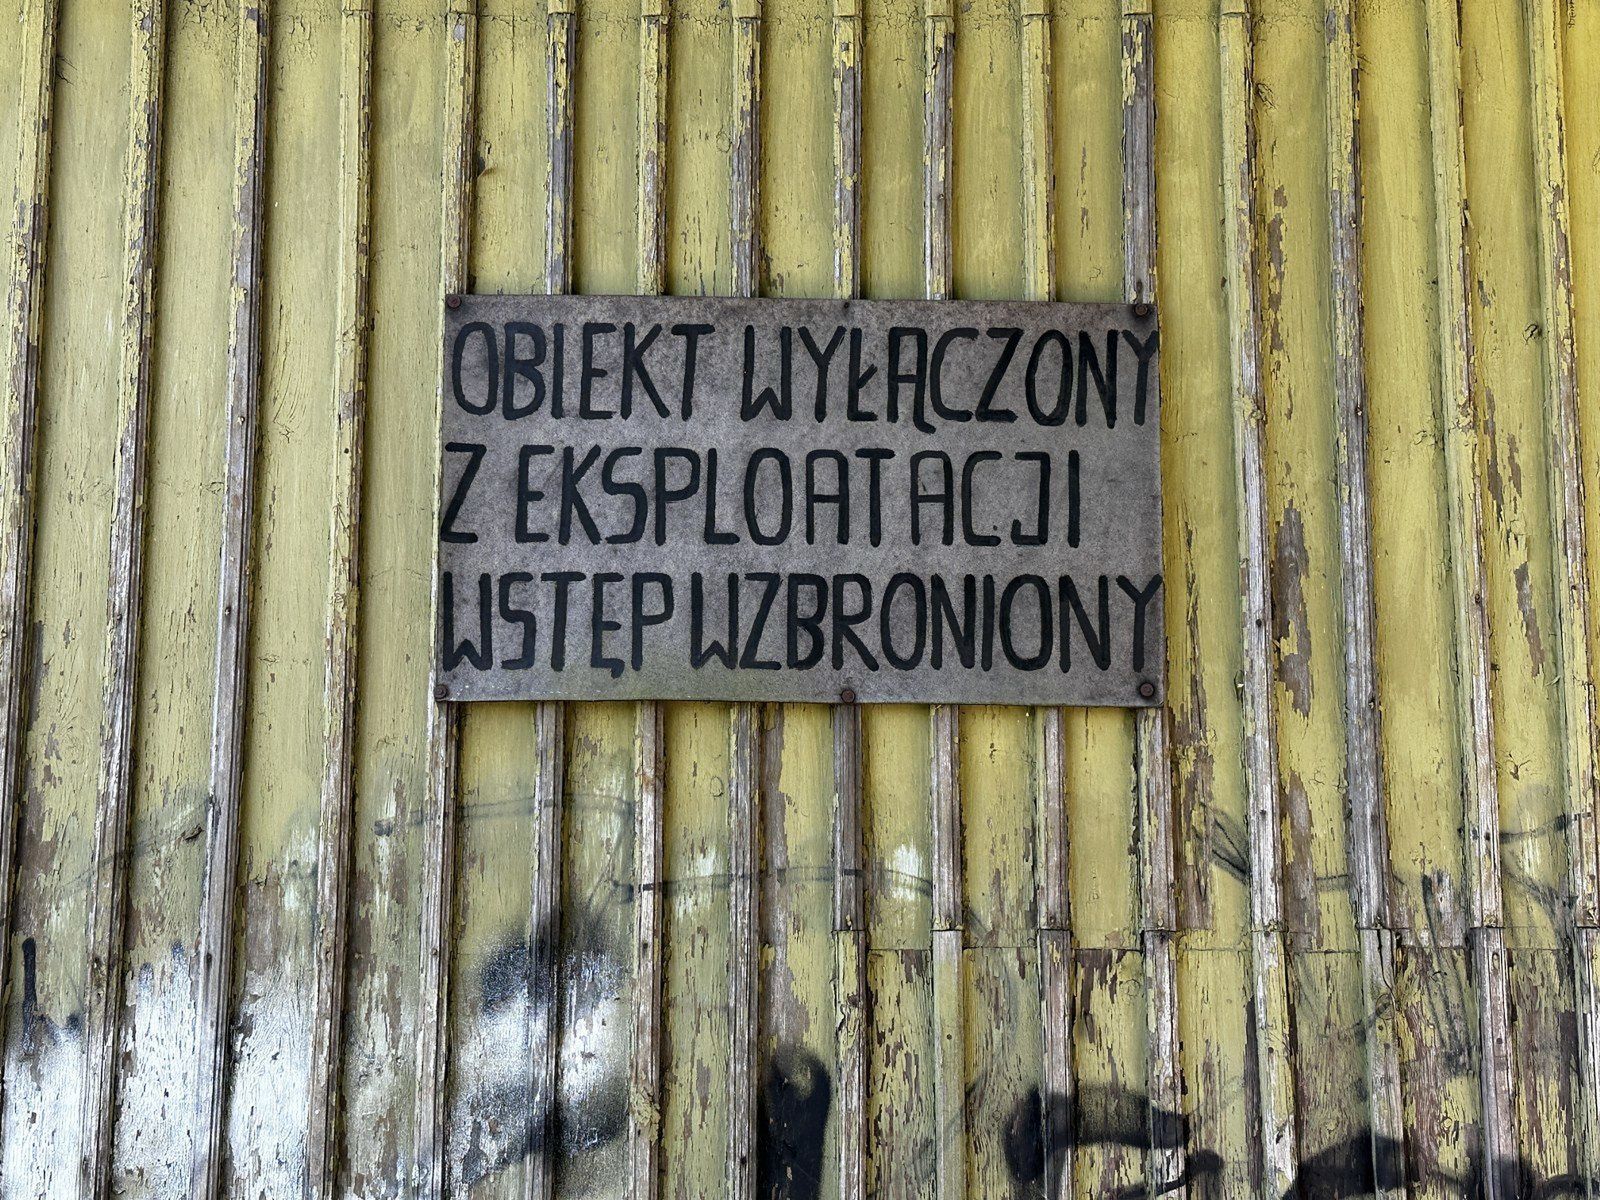 OBIEKT WYŁĄCZONY
Z EKSPLOATACJI
WSTĘP WZBRONIONY